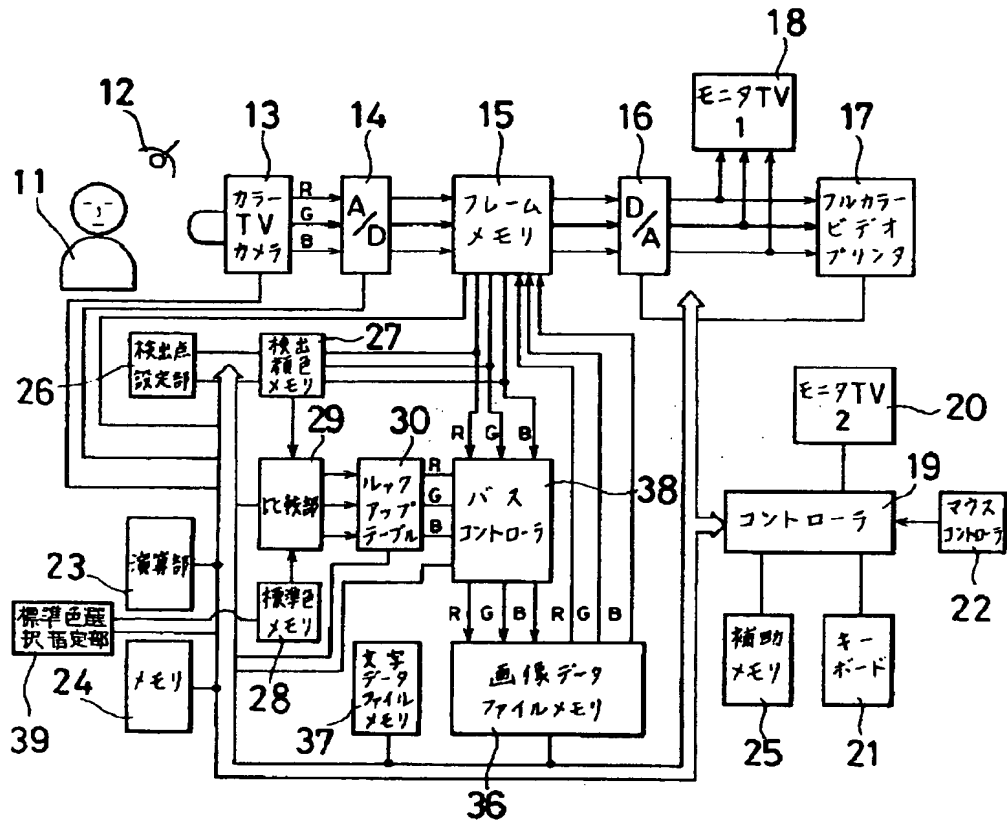 18
モニタTV
1
12
13
14
15
16
17
11
カラー
TV
カメラ
R
G
B
A/D
フレーム
メモリ
D/A
フルカラー
ビデオ
プリンタ
26
検出点
設定部
27
検出
顔色
メモリ
モニタTV
2
20
29
比較部
30
ルック
アップ
テーブル
R
G
B
R G B
バス
コントローラ
38
19
コントローラ
マウス
コントローラ
22
23
演算部
標準色
メモリ
28
R G B R G B
標準色選
択指定部
39
24
メモリ
文字
データ
ファイル
メモリ
37
画像データ
ファイルメモリ
36
補助
メモリ
25
キー
ボード
21